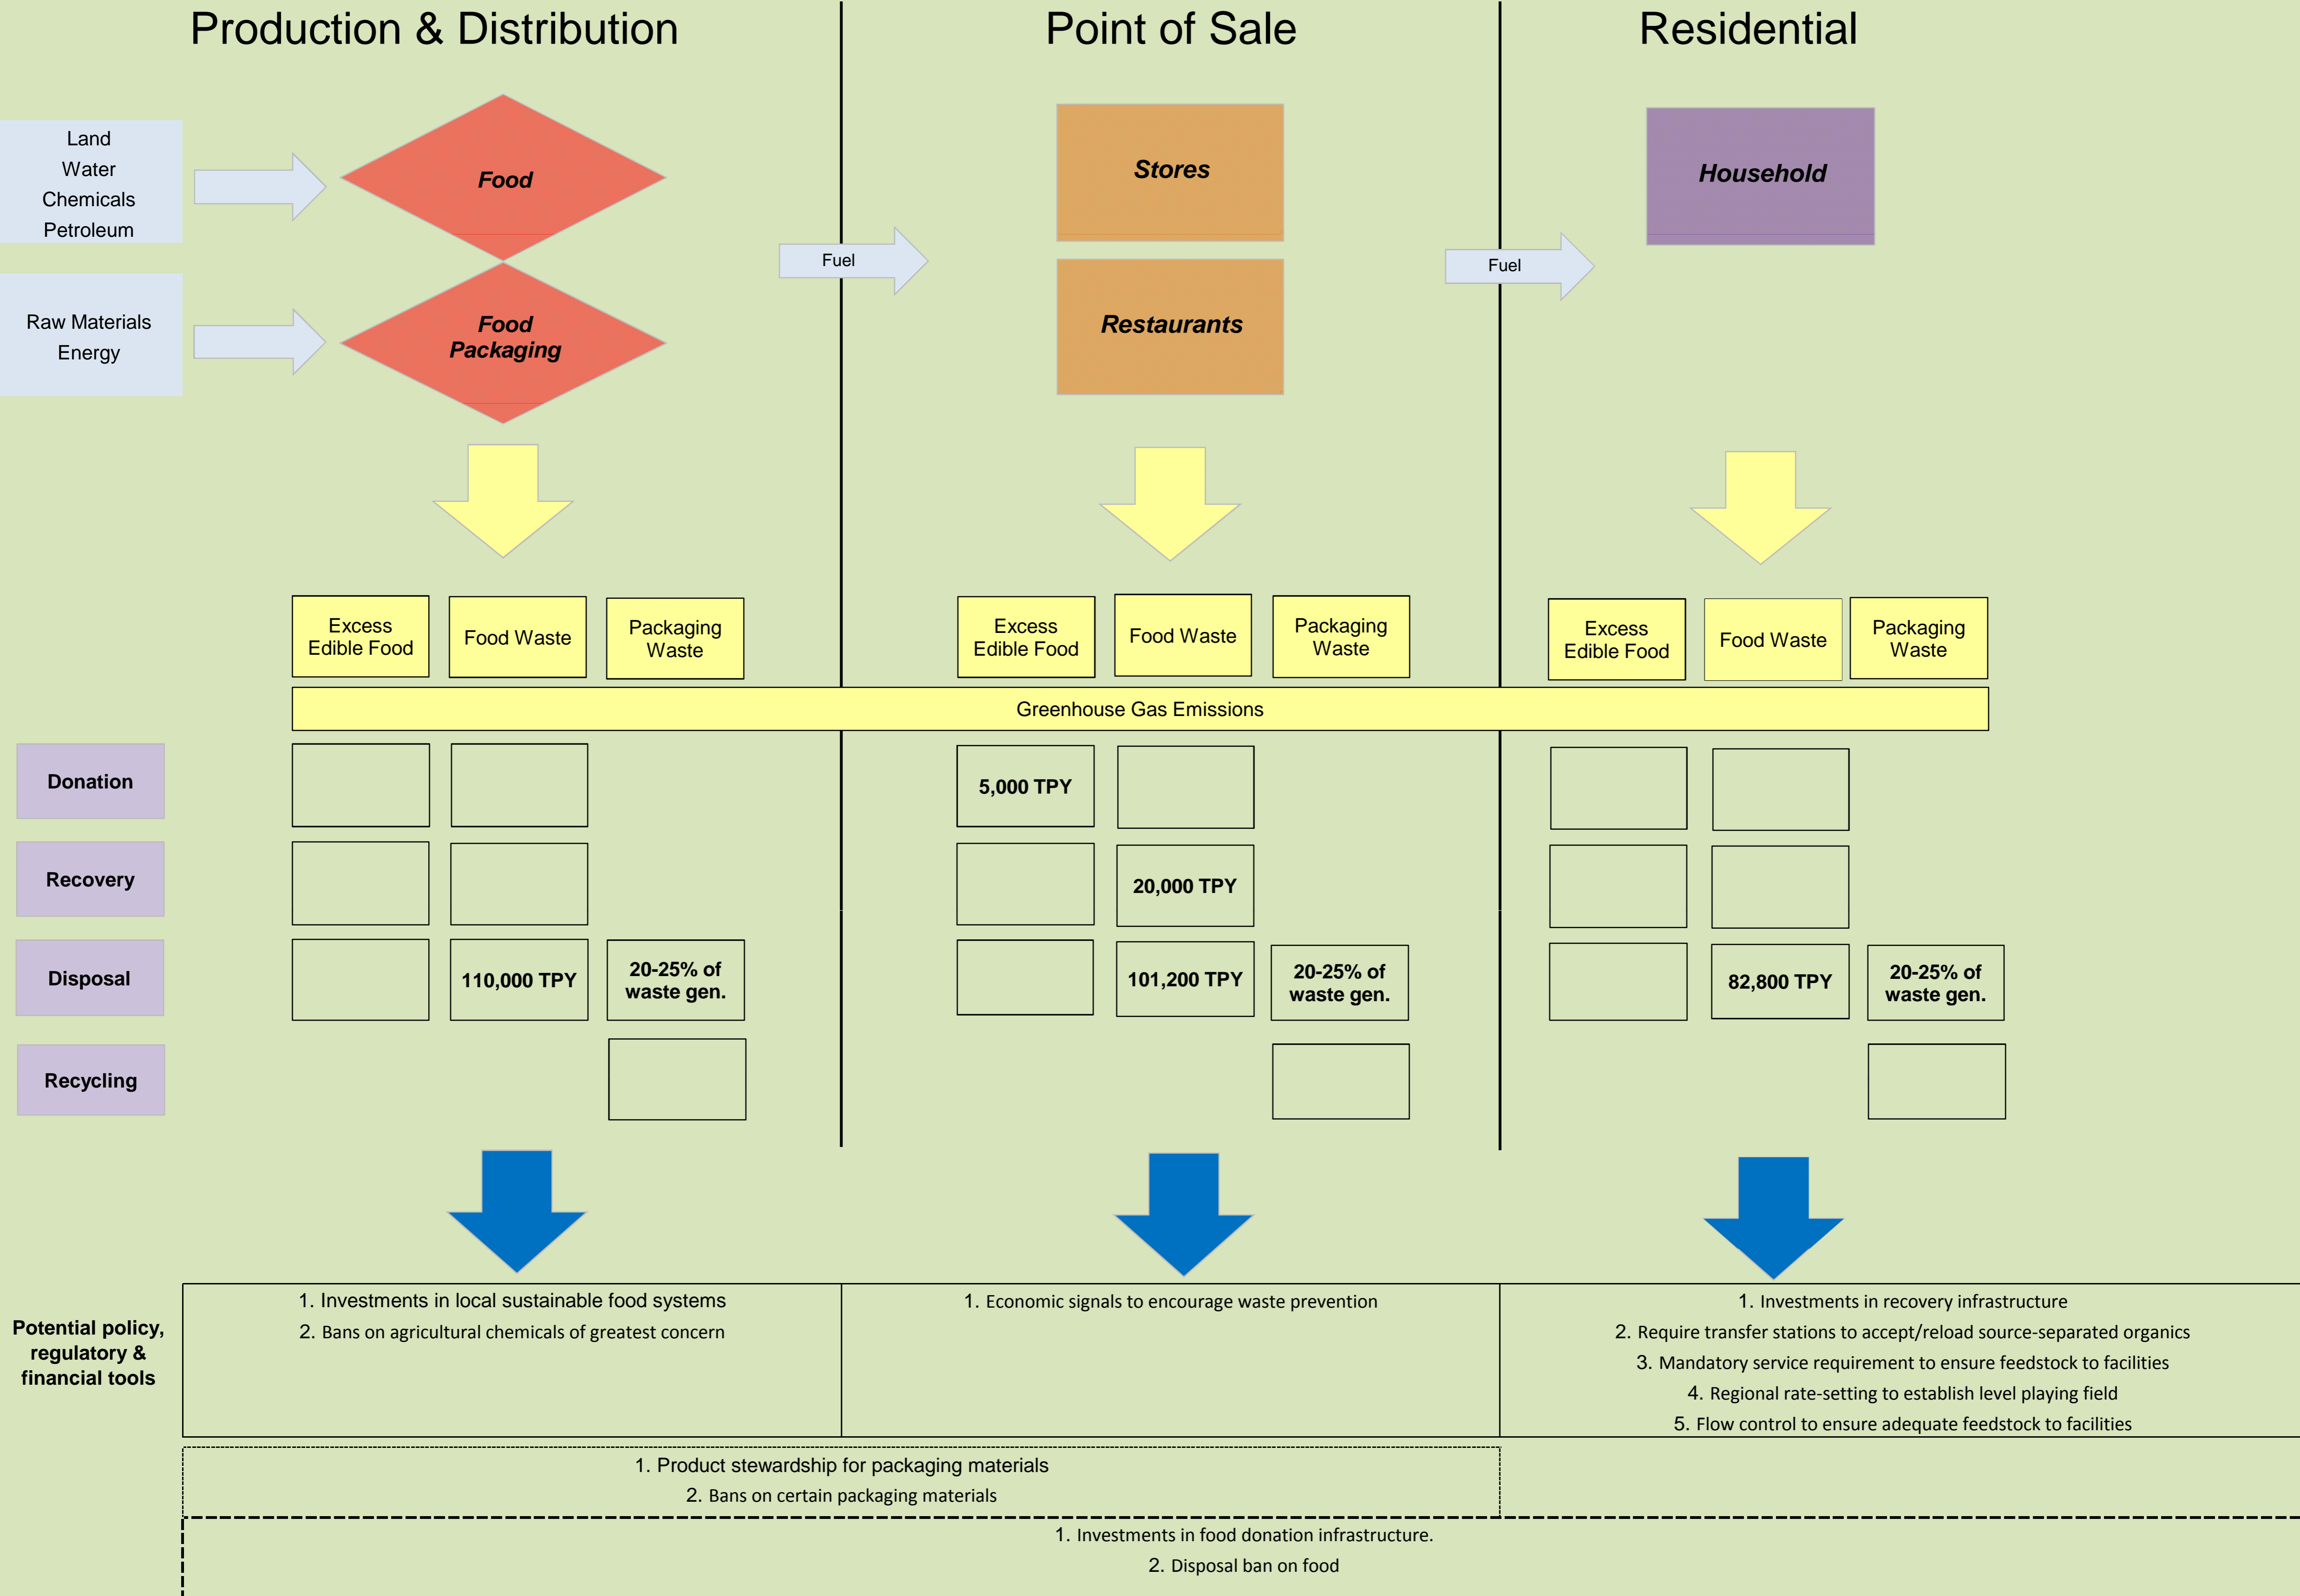 Production & Distribution
Point of Sale
Residential
Land
Water
Chemicals
Petroleum
Food
Stores
Household
Fuel
Fuel
Raw Materials
Energy
Food
Packaging
Restaurants
Excess
Edible Food
Food Waste
Packaging
Waste
Excess
Edible Food
Food Waste
Packaging
Waste
Excess
Edible Food
Food Waste
Packaging
Waste
Greenhouse Gas Emissions
Donation
5,000 TPY
Recovery
20,000 TPY
Disposal
110,000 TPY
20-25% of
waste gen.
101,200 TPY
20-25% of
waste gen.
82,800 TPY
20-25% of
waste gen.
Recycling
Potential policy,
regulatory &
financial tools
1. Investments in local sustainable food systems
2. Bans on agricultural chemicals of greatest concern
1. Economic signals to encourage waste prevention
1. Investments in recovery infrastructure
2. Require transfer stations to accept/reload source-separated organics
3. Mandatory service requirement to ensure feedstock to facilities
4. Regional rate-setting to establish level playing field
5. Flow control to ensure adequate feedstock to facilities
1. Product stewardship for packaging materials
2. Bans on certain packaging materials
1. Investments in food donation infrastructure.
2. Disposal ban on food